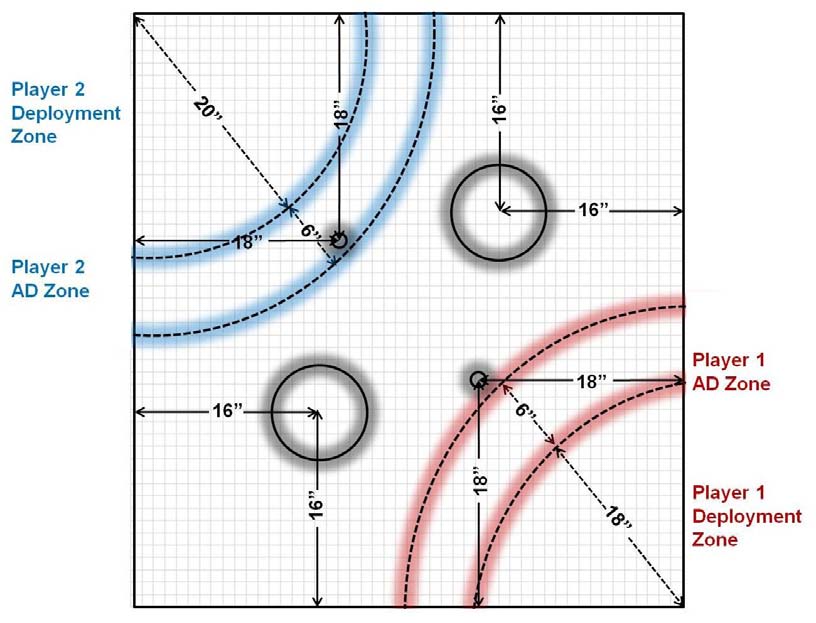 Player 2
Deployment
Zone
20”
18”
16”
16”
18”
6”
Player 2
AD Zone
Player 1
AD Zone
18”
16”
6”
18”
16”
18”
Player 1
Deployment
Zone